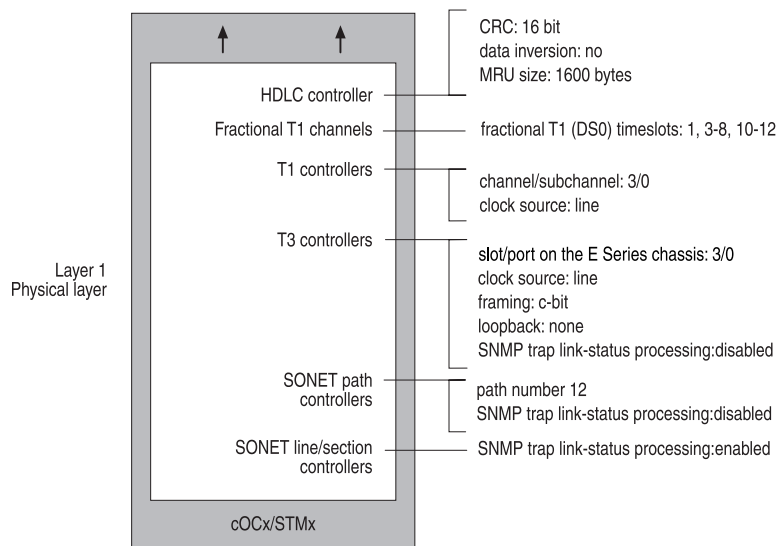 CRC: 16 bit
data inversion: no
MRU size: 1600 bytes
HDLC controller
Fractional T1 channels
fractional T1 (DS0) timeslots: 1, 3-8, 10-12
T1 controllers
channel/subchannel: 3/0
clock source: line
T3 controllers
slot/port on the E Series chassis: 3/0
clock source: line
framing: c-bit
loopback: none
SNMP trap link-status processing:disabled
Layer 1
Physical layer
SONET path
controllers
path number 12
SNMP trap link-status processing:disabled
SONET line/section
controllers
SNMP trap link-status processing:enabled
cOCx/STMx